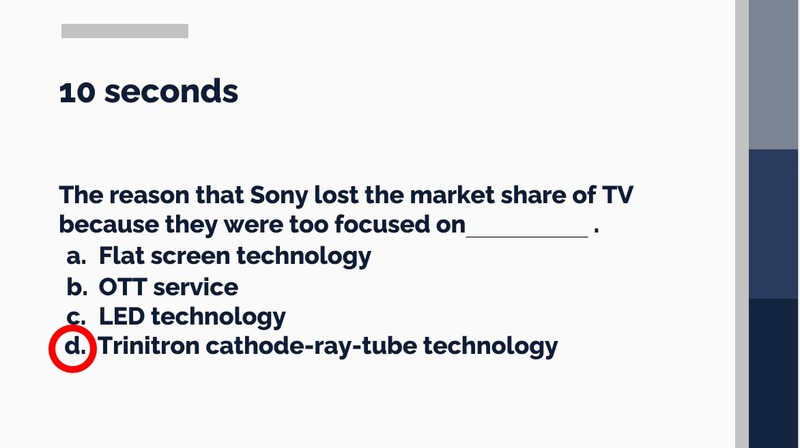 10 seconds
The reason that Sony lost the market share of TV
because they were too focused on_________ .
a. Flat screen technology
b. OTT service
c. LED technology
d. Trinitron cathode-ray-tube technology